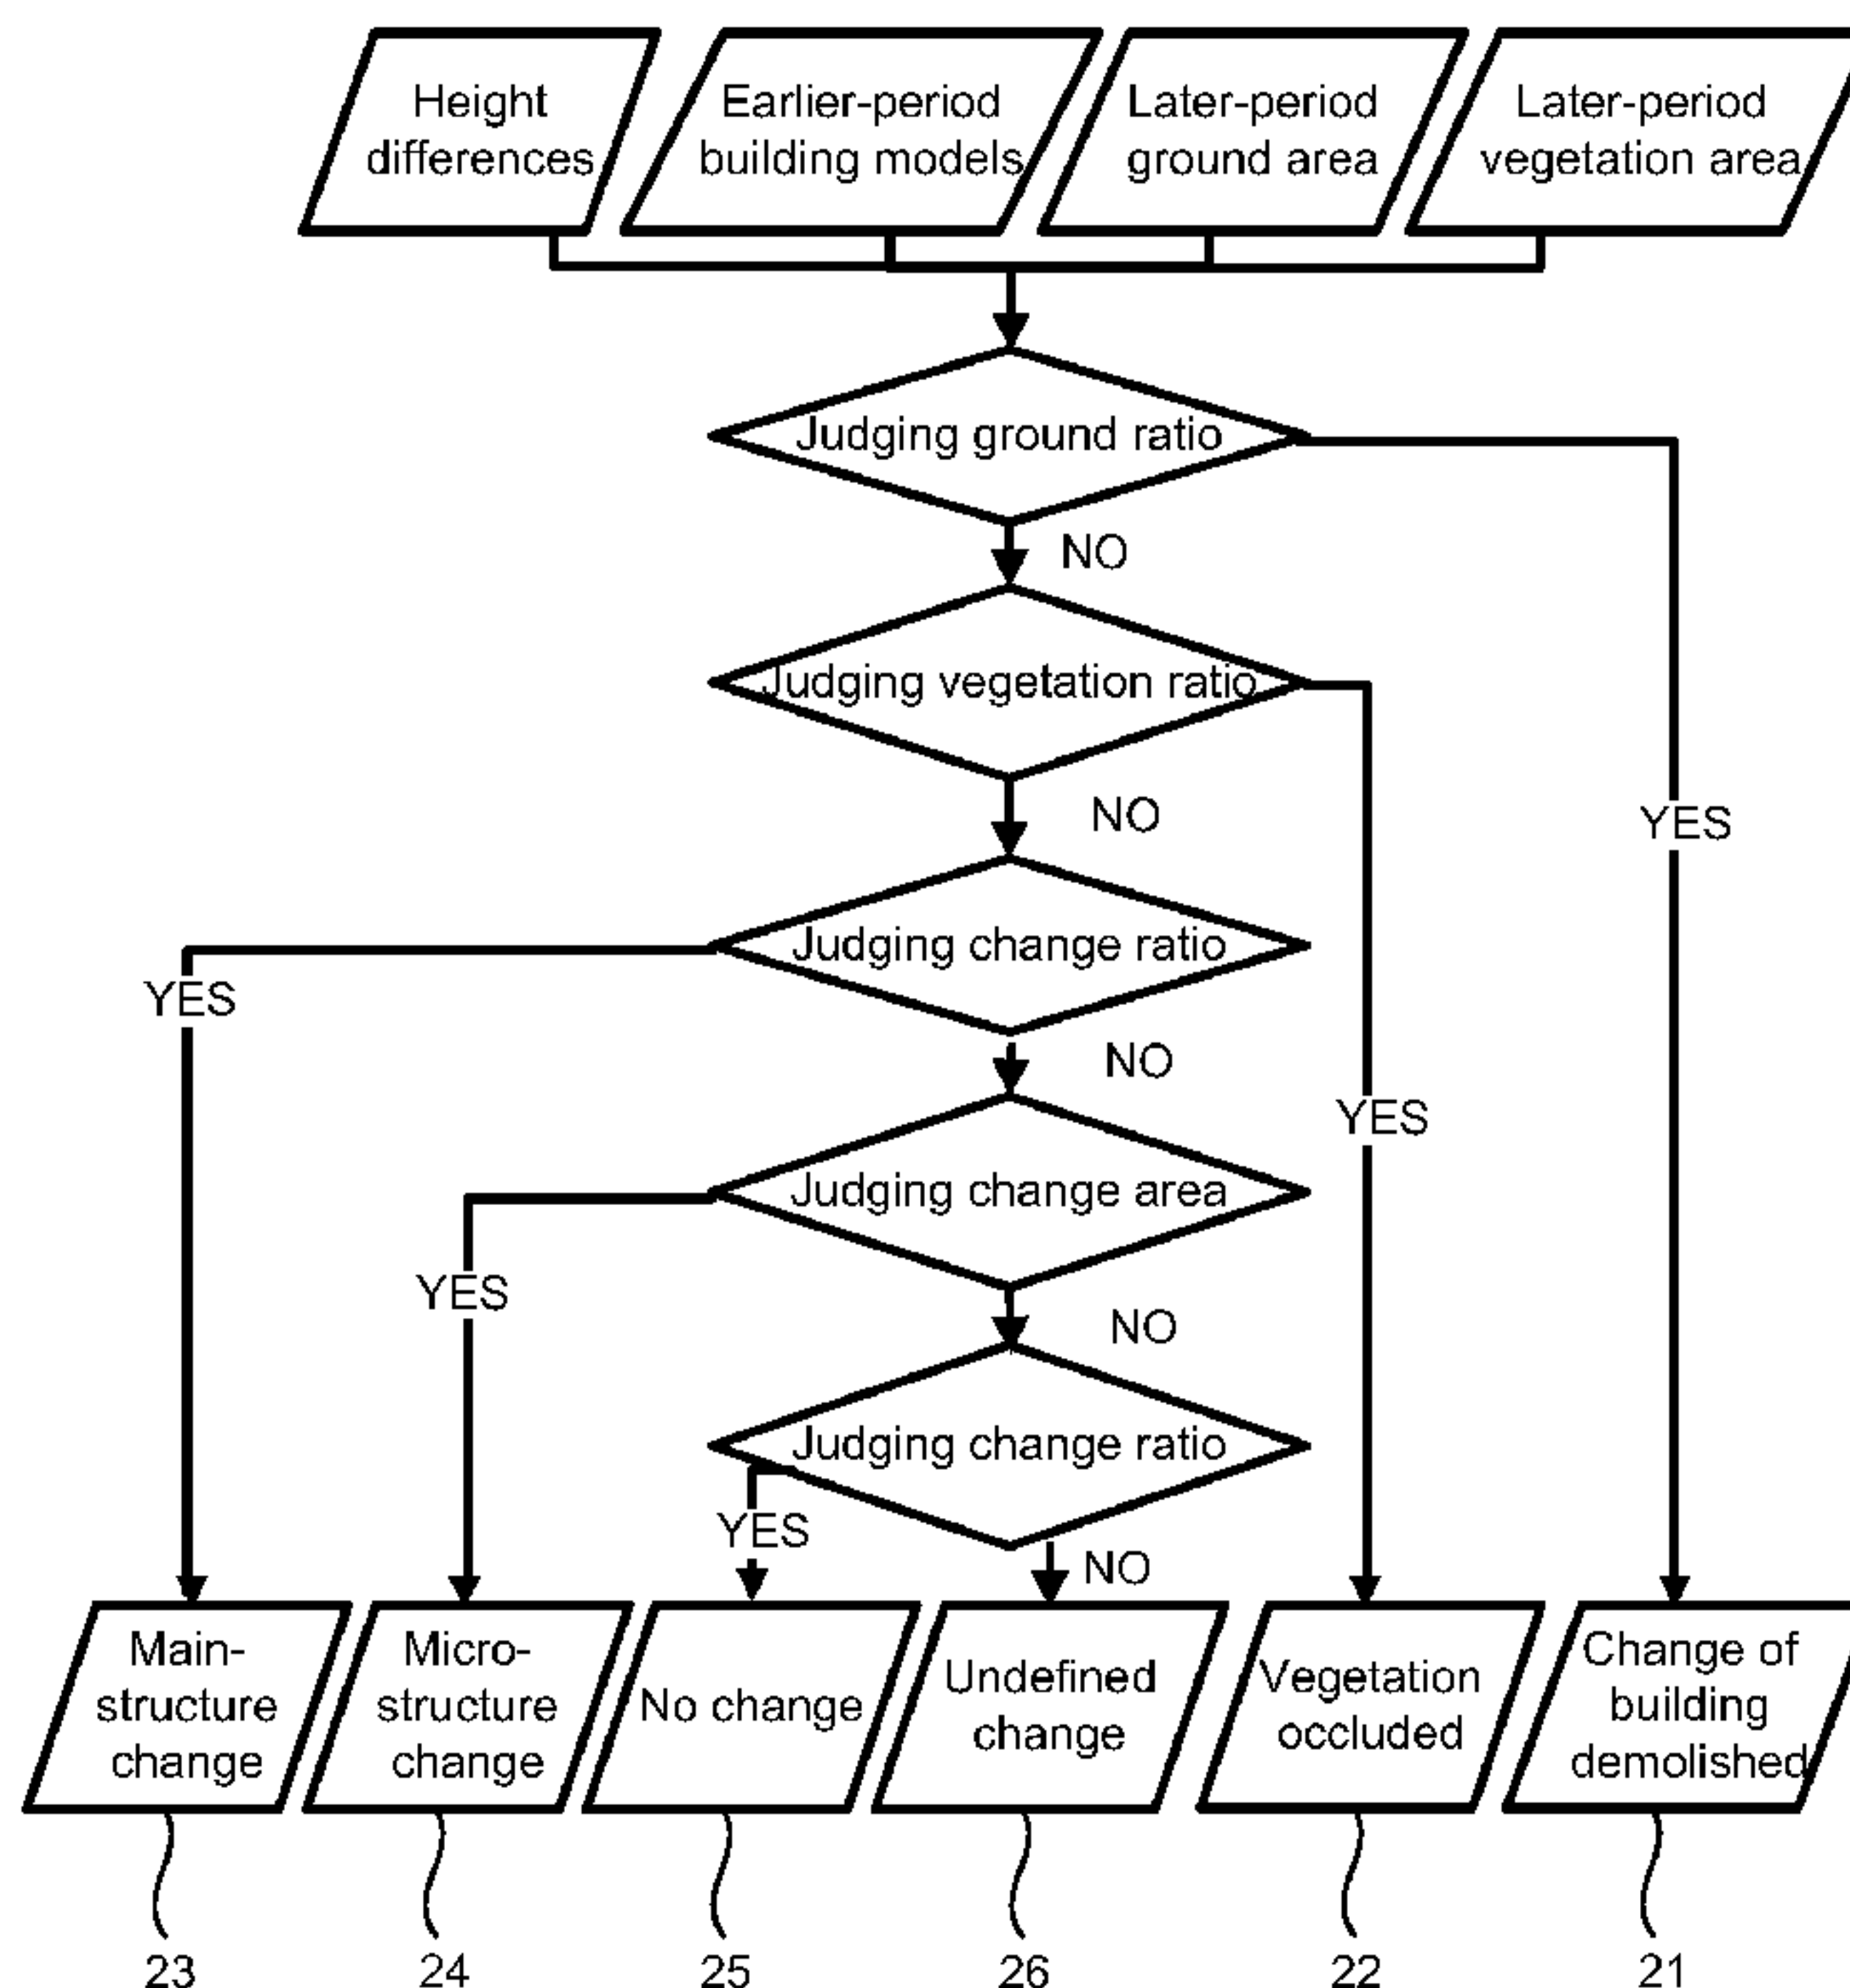 Height
differences
Earlier-period
building models
Later-period
ground area
Later-period
vegetation area
Judging ground ratio
NO
Judging vegetation ratio
NO
YES
Judging change ratio
YES
NO
YES
Judging change area
YES
NO
Judging change ratio
YES
NO
Main-
structure
change
Micro-
structure
change
No change
Undefined
change
Vegetation
occluded
Change of
building
demolished
23
24
25
26
22
21